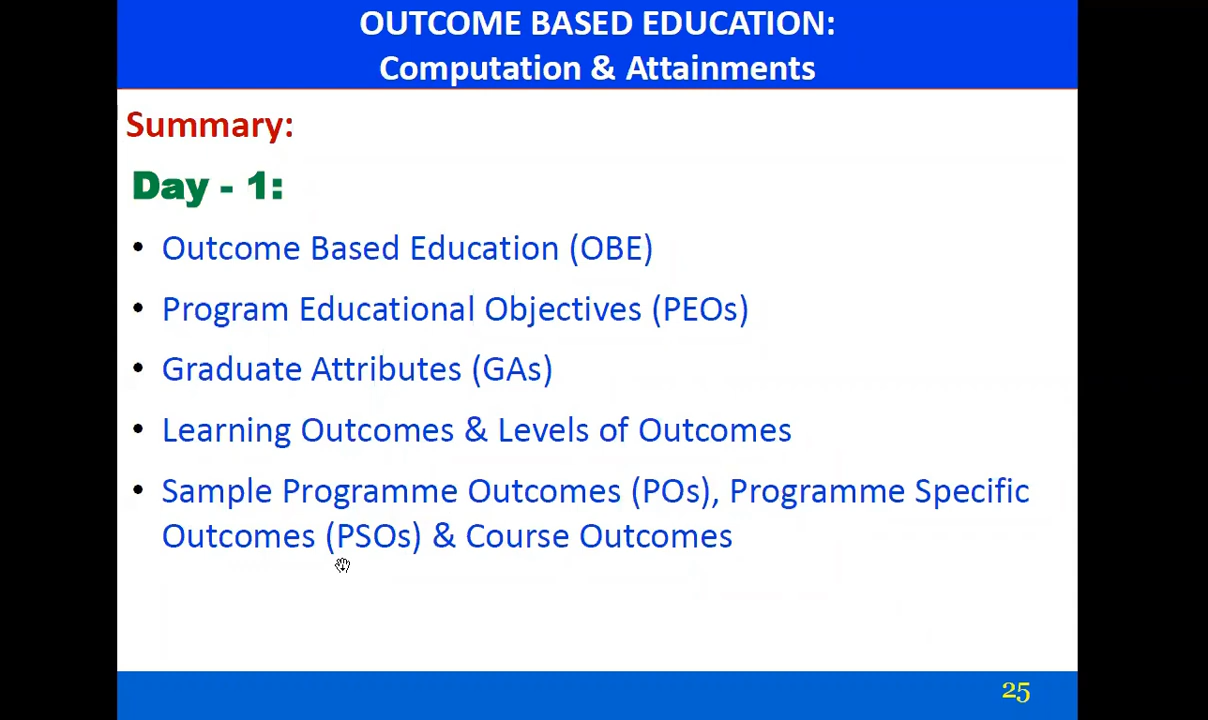 OUTCOME BASED EDUCATION:
Computation & Attainments
Summary:
Day - 1:
• Outcome Based Education (OBE)
• Program Educational Objectives (PEOs)
• Graduate Attributes (GAs)
• Learning Outcomes & Levels of Outcomes
• Sample Programme Outcomes (POs), Programme Specific
Outcomes (PSOs) & Course Outcomes
25